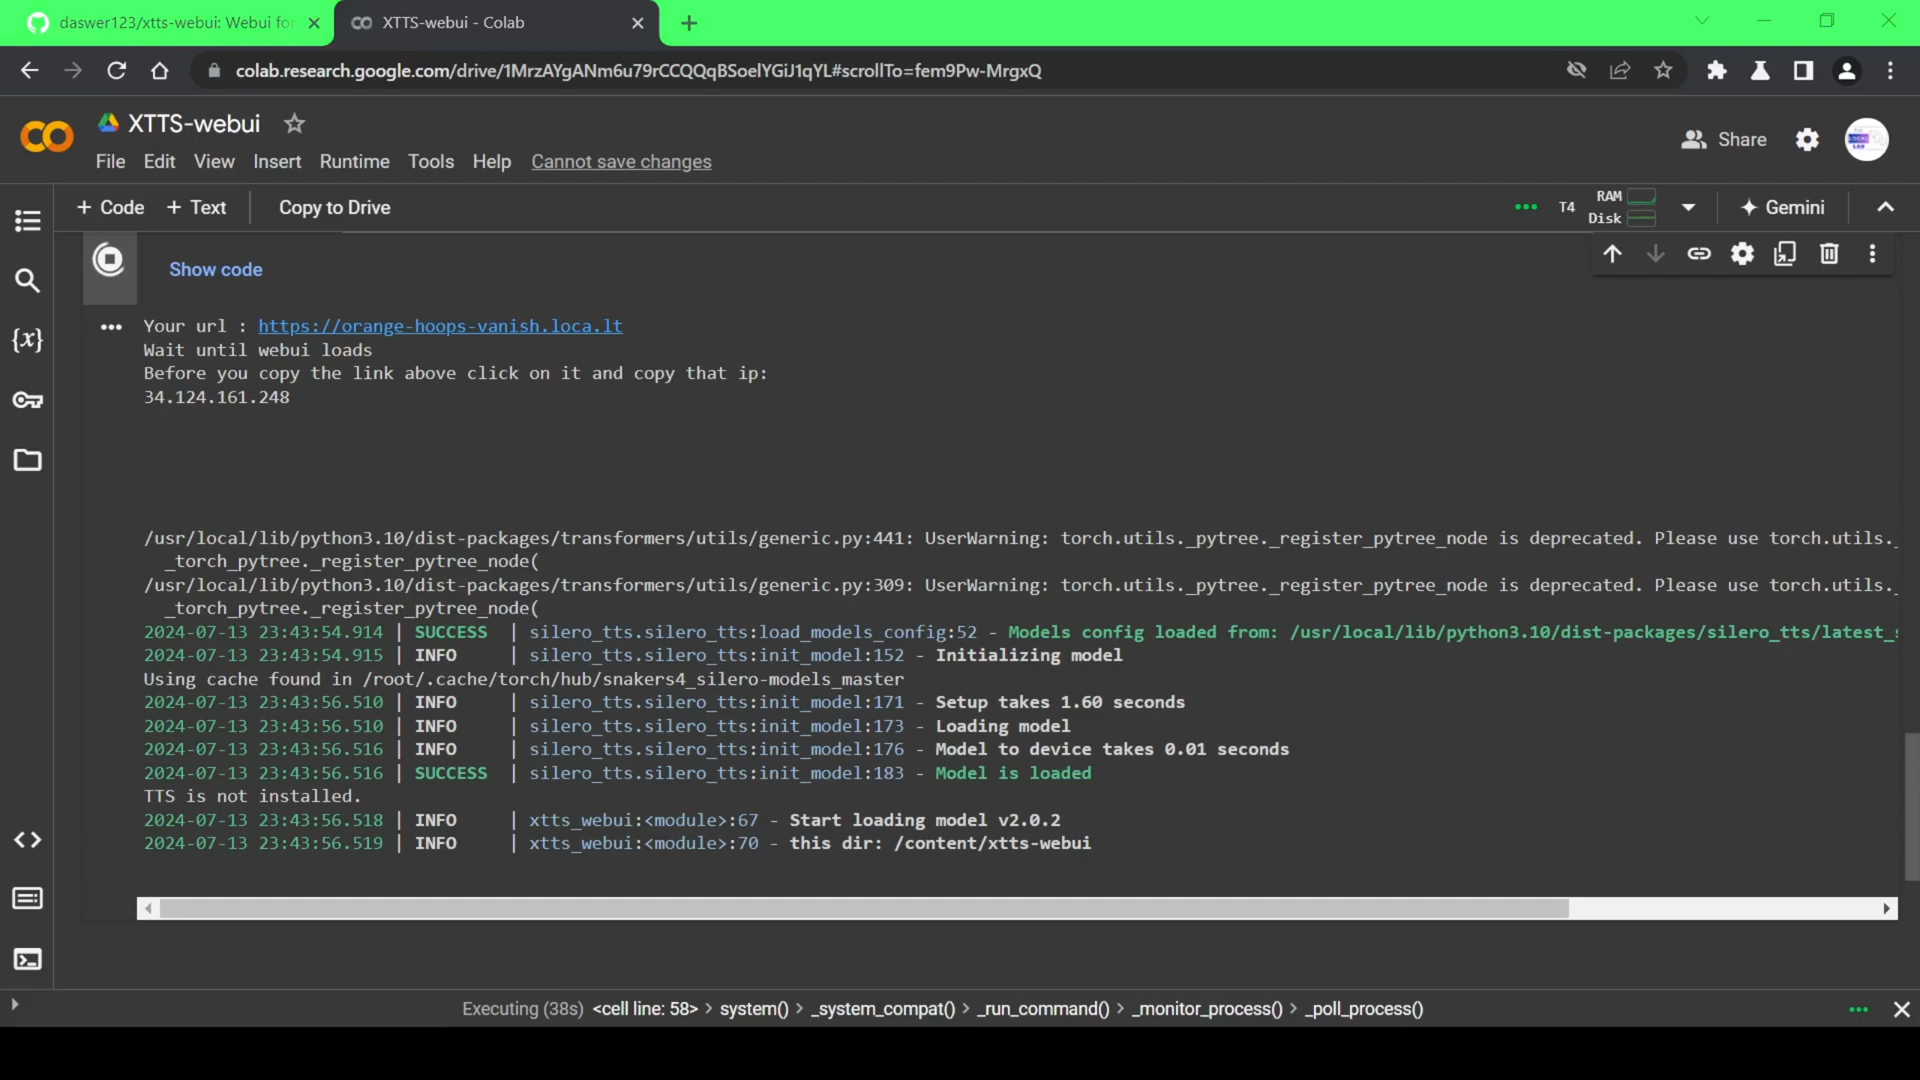 daswer123/xtts-webui: Webui for
XTTS-webui - Colab
colab.research.google.com/drive/1MrzAYgANm6u79rCCQQqBSoelYGiJ1qYL#scrollTo=fem9Pw-MrgxQ
XTTS-webui
File Edit View Insert Runtime Tools Help Cannot save changes
Share
+ Code + Text Copy to Drive
T4 RAM
Disk
Gemini
Show code
Your url : https://orange-hoops-vanish.loca.lt
Wait until webui loads
Before you copy the link above click on it and copy that ip:
34.124.161.248
/usr/local/lib/python3.10/dist-packages/transformers/utils/generic.py:441: UserWarning: torch.utils._pytree._register_pytree_node is deprecated. Please use torch.utils._
_torch_pytree._register_pytree_node(
/usr/local/lib/python3.10/dist-packages/transformers/utils/generic.py:309: UserWarning: torch.utils._pytree._register_pytree_node is deprecated. Please use torch.utils._
_torch_pytree._register_pytree_node(
2024-07-13 23:43:54.914 | SUCCESS | silero_tts.silero_tts:load_models_config:52 - Models config loaded from: /usr/local/lib/python3.10/dist-packages/silero_tts/latest_s
2024-07-13 23:43:54.915 | INFO | silero_tts.silero_tts:init_model:152 - Initializing model
Using cache found in /root/.cache/torch/hub/snakers4_silero-models_master
2024-07-13 23:43:56.510 | INFO | silero_tts.silero_tts:init_model:171 - Setup takes 1.60 seconds
2024-07-13 23:43:56.510 | INFO | silero_tts.silero_tts:init_model:173 - Loading model
2024-07-13 23:43:56.516 | INFO | silero_tts.silero_tts:init_model:176 - Model to device takes 0.01 seconds
2024-07-13 23:43:56.516 | SUCCESS | silero_tts.silero_tts:init_model:183 - Model is loaded
TTS is not installed.
2024-07-13 23:43:56.518 | INFO | xtts_webui:<module>:67 - Start loading model v2.0.2
2024-07-13 23:43:56.519 | INFO | xtts_webui:<module>:70 - this dir: /content/xtts-webui
Executing (38s) <cell line: 58> > system() > _system_compat() > _run_command() > _monitor_process() > _poll_process()